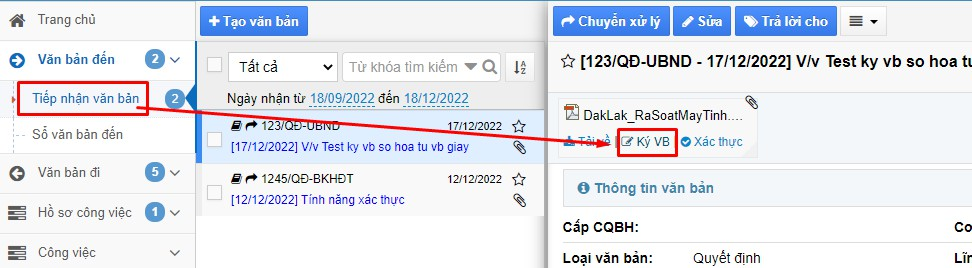 Trang chủ
Văn bản đến 2
Tiếp nhận văn bản 2
Sổ văn bản đến
Văn bản đi 5
Hồ sơ công việc 1
Công việc
+ Tạo văn bản
Tất cả
Từ khóa tìm kiếm
Ngày nhận từ 18/09/2022 đến 18/12/2022
123/QĐ-UBND 17/12/2022
[17/12/2022] V/v Test ky vb so hoa tu vb giay
1245/QĐ-BKHĐT 12/12/2022
[12/12/2022] Tính năng xác thực
Chuyển xử lý
Sửa
Trả lời cho
[123/QĐ-UBND - 17/12/2022] V/v Test ky vb so hoa tu
DakLak_RaSoatMayTinh....
Tải về | Ký VB Xác thực
Thông tin văn bản
Cấp CQBH: Cơ
Loại văn bản: Quyết định Lĩn